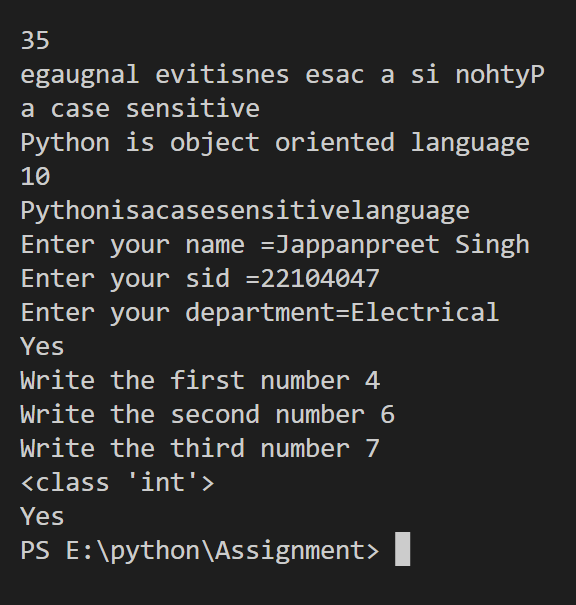 35
egaugnal evitisnes esac a si nohtyP
a case sensitive
Python is object oriented language
10
Pythonisacasesensitivelanguage
Enter your name =Jappanpreet Singh
Enter your sid =22104047
Enter your department=Electrical
Yes
Write the first number 4
Write the second number 6
Write the third number 7
<class 'int'>
Yes
PS E:\python\Assignment>